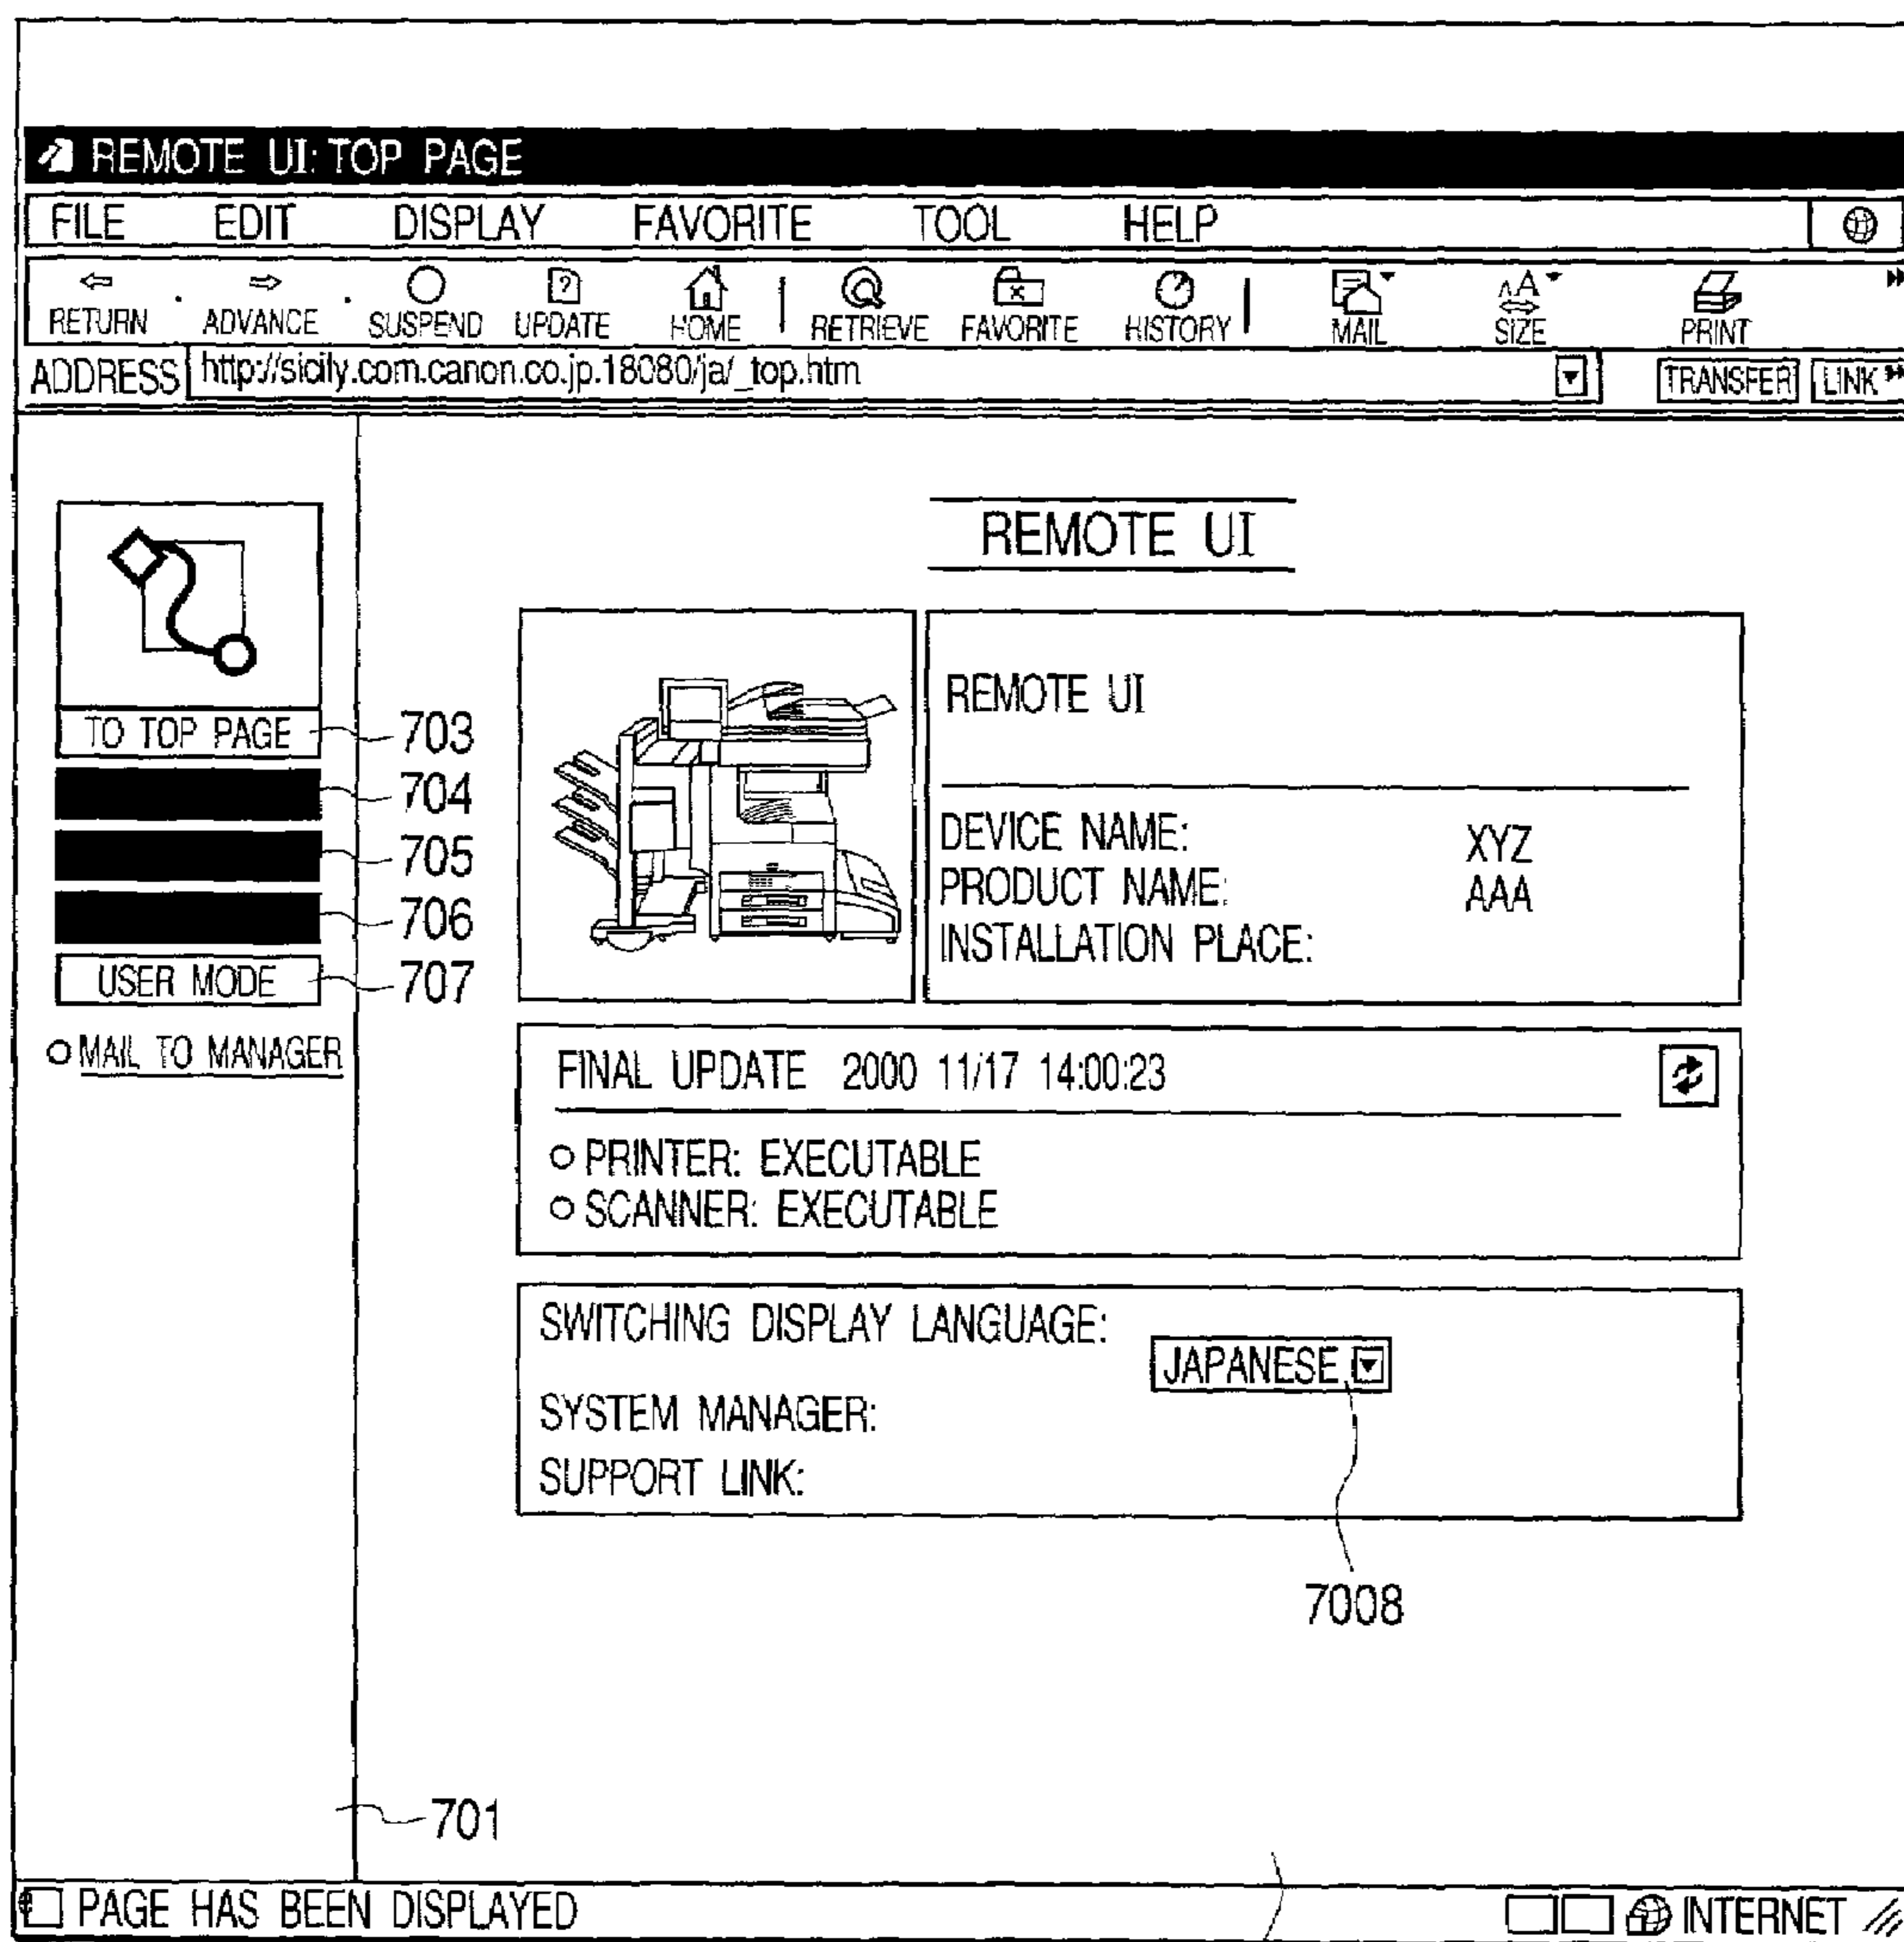 REMOTE UI: TOP PAGE
FILE EDIT DISPLAY FAVORITE TOOL HELP
RETURN ADVANCE SUSPEND UPDATE HOME RETRIEVE FAVORITE HISTORY MAIL SIZE PRINT
ADDRESS http://sicily.com.canon.co.jp.18080/ja/_top.htm TRANSFER LINK
REMOTE UI
TO TOP PAGE 703
704
705
706
USER MODE 707
MAIL TO MANAGER
REMOTE UI
DEVICE NAME: XYZ
PRODUCT NAME: AAA
INSTALLATION PLACE:
FINAL UPDATE 2000 11/17 14:00:23
PRINTER: EXECUTABLE
SCANNER: EXECUTABLE
SWITCHING DISPLAY LANGUAGE:
JAPANESE
SYSTEM MANAGER:
SUPPORT LINK:
7008
701
PAGE HAS BEEN DISPLAYED INTERNET